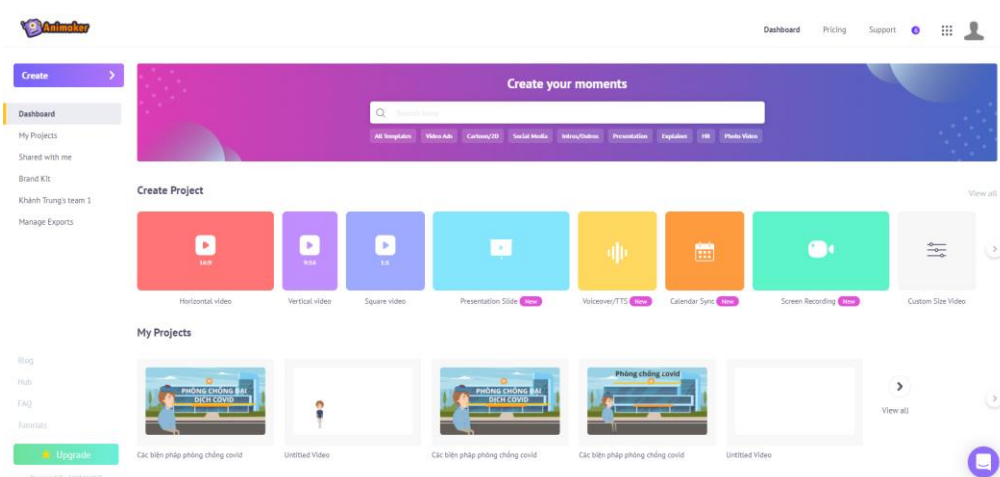 Animaker
Dashboard
Pricing
Support
6
Create
Dashboard
My Projects
Shared with me
Brand Kit
Khánh Trung's team 1
Manage Exports
Blog
Hub
FAQ
Tutorials
Upgrade
Create your moments
All Templates
Video Ads
Cartoon/2D
Social Media
Intros/Outros
Presentation
Explainer
HR
Photo Video
Create Project
View all
16:9
9:16
1:1
Horizontal video
Vertical video
Square video
Presentation Slide New
Voiceover/TTS New
Calendar Sync New
Screen Recording New
Custom Size Video
My Projects
PHÒNG CHỐNG ĐẠI
DỊCH COVID
PHÒNG CHỐNG ĐẠI
DỊCH COVID
Phòng chống covid
View all
Các biện pháp phòng chống covid
Untitled Video
Các biện pháp phòng chống covid
Các biện pháp phòng chống covid
Untitled Video